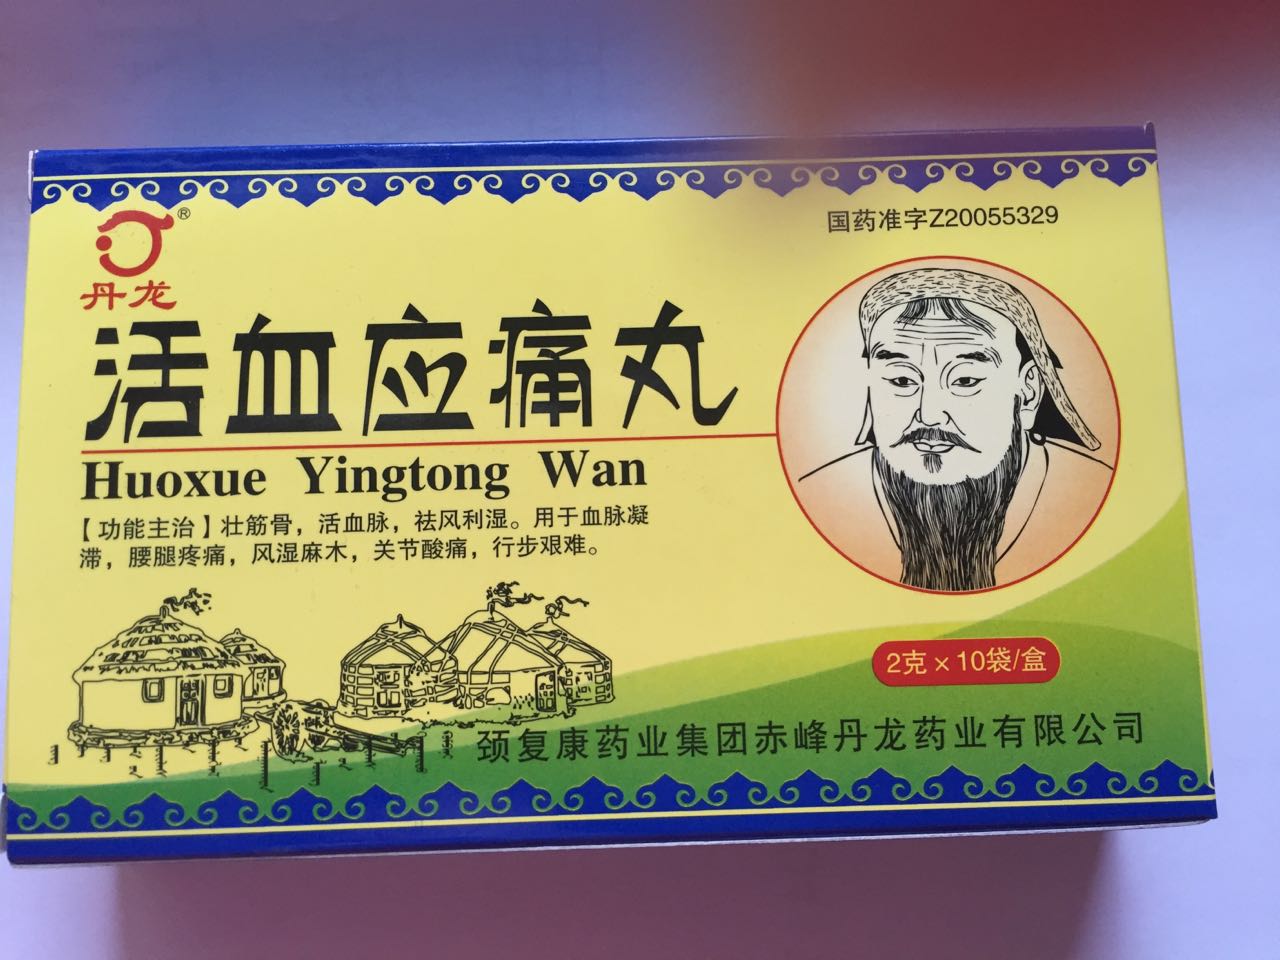 国药准字Z20055329
®
丹龙
活血应痛丸
Huoxue Yingtong Wan
【功能主治】壮筋骨，活血脉，祛风利湿。用于血脉凝
滞，腰腿疼痛，风湿麻木，关节酸痛，行步艰难。
2克×10袋/盒
颈复康药业集团赤峰丹龙药业有限公司